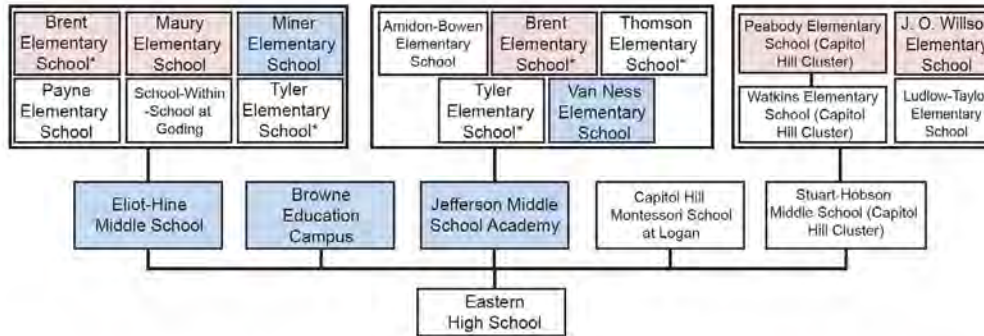 Brent
Elementary
School*
Maury
Elementary
School
Miner
Elementary
School
Payne
Elementary
School
School-Within
-School at
Goding
Tyler
Elementary
School*
Amidon-Bowen
Elementary
School
Brent
Elementary
School*
Thomson
Elementary
School*
Tyler
Elementary
School*
Van Ness
Elementary
School
Peabody Elementary
School (Capitol
Hill Cluster)
J. O. Willson
Elementary
School
Watkins Elementary
School (Capitol
Hill Cluster)
Ludlow-Taylor
Elementary
School
Eliot-Hine
Middle School
Browne
Education
Campus
Jefferson Middle
School Academy
Capitol Hill
Montessori School
at Logan
Stuart-Hobson
Middle School (Capitol
Hill Cluster)
Eastern
High School